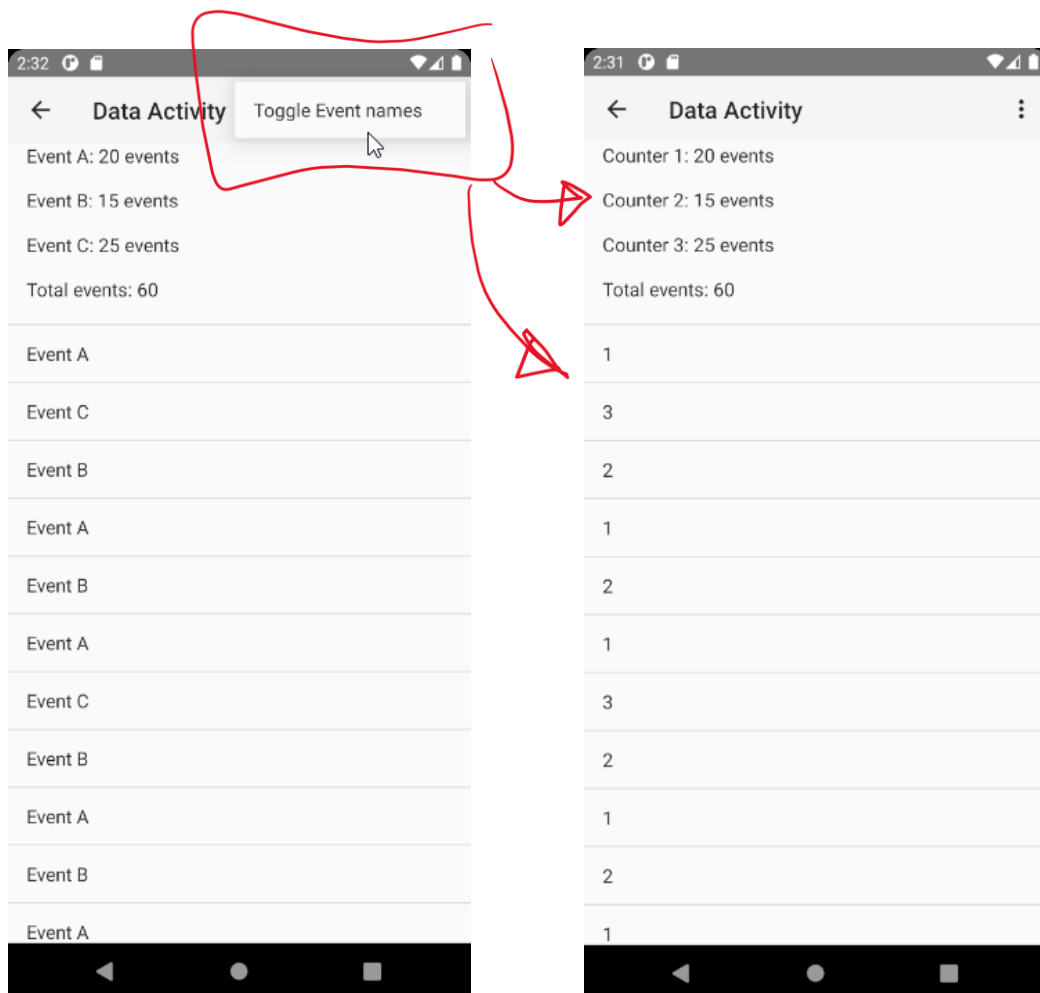 2:32
Data Activity
Toggle Event names
Event A: 20 events
Event B: 15 events
Event C: 25 events
Total events: 60
Event A
Event C
Event B
Event A
Event B
Event A
Event C
Event B
Event A
Event B
Event A
2:31
Data Activity
Counter 1: 20 events
Counter 2: 15 events
Counter 3: 25 events
Total events: 60
1
3
2
1
2
1
3
2
1
2
1